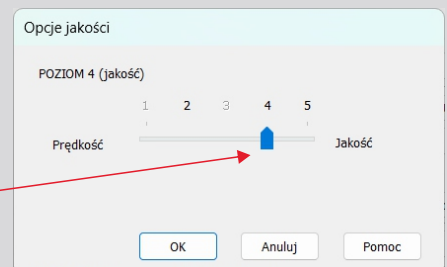 Opcje jakości
POZIOM 4 (jakość)
1 2 3 4 5
Prędkość Jakość
OK Anuluj Pomoc